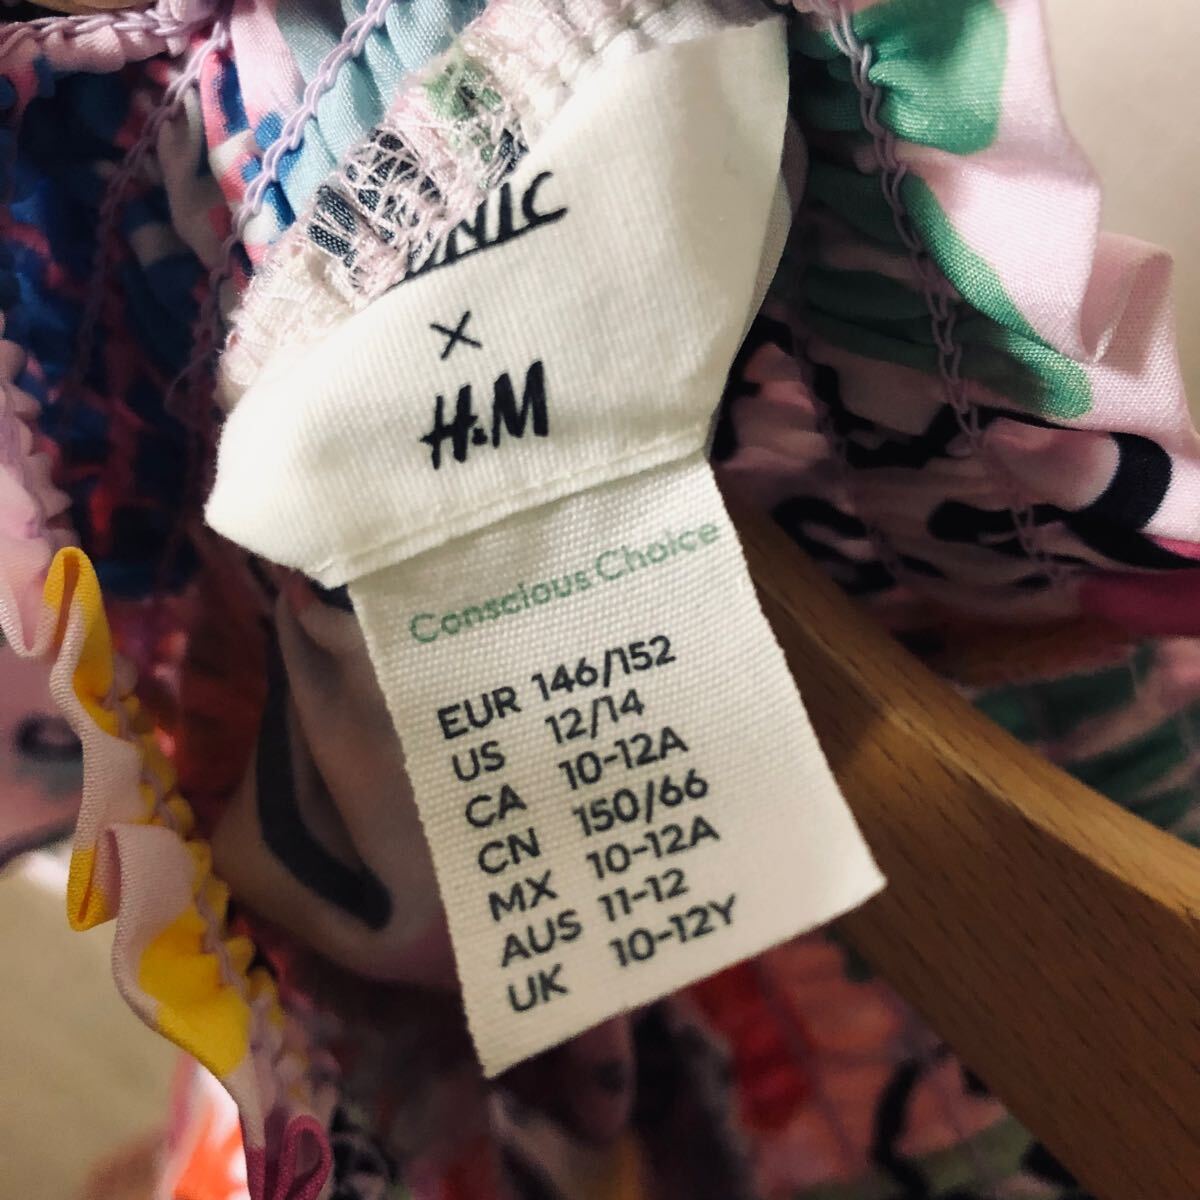 ×
H&M
Conscious Choice
EUR 146/152
US 12/14
CA 10-12A
CN 150/66
MX 10-12A
AUS 11-12
UK 10-12Y